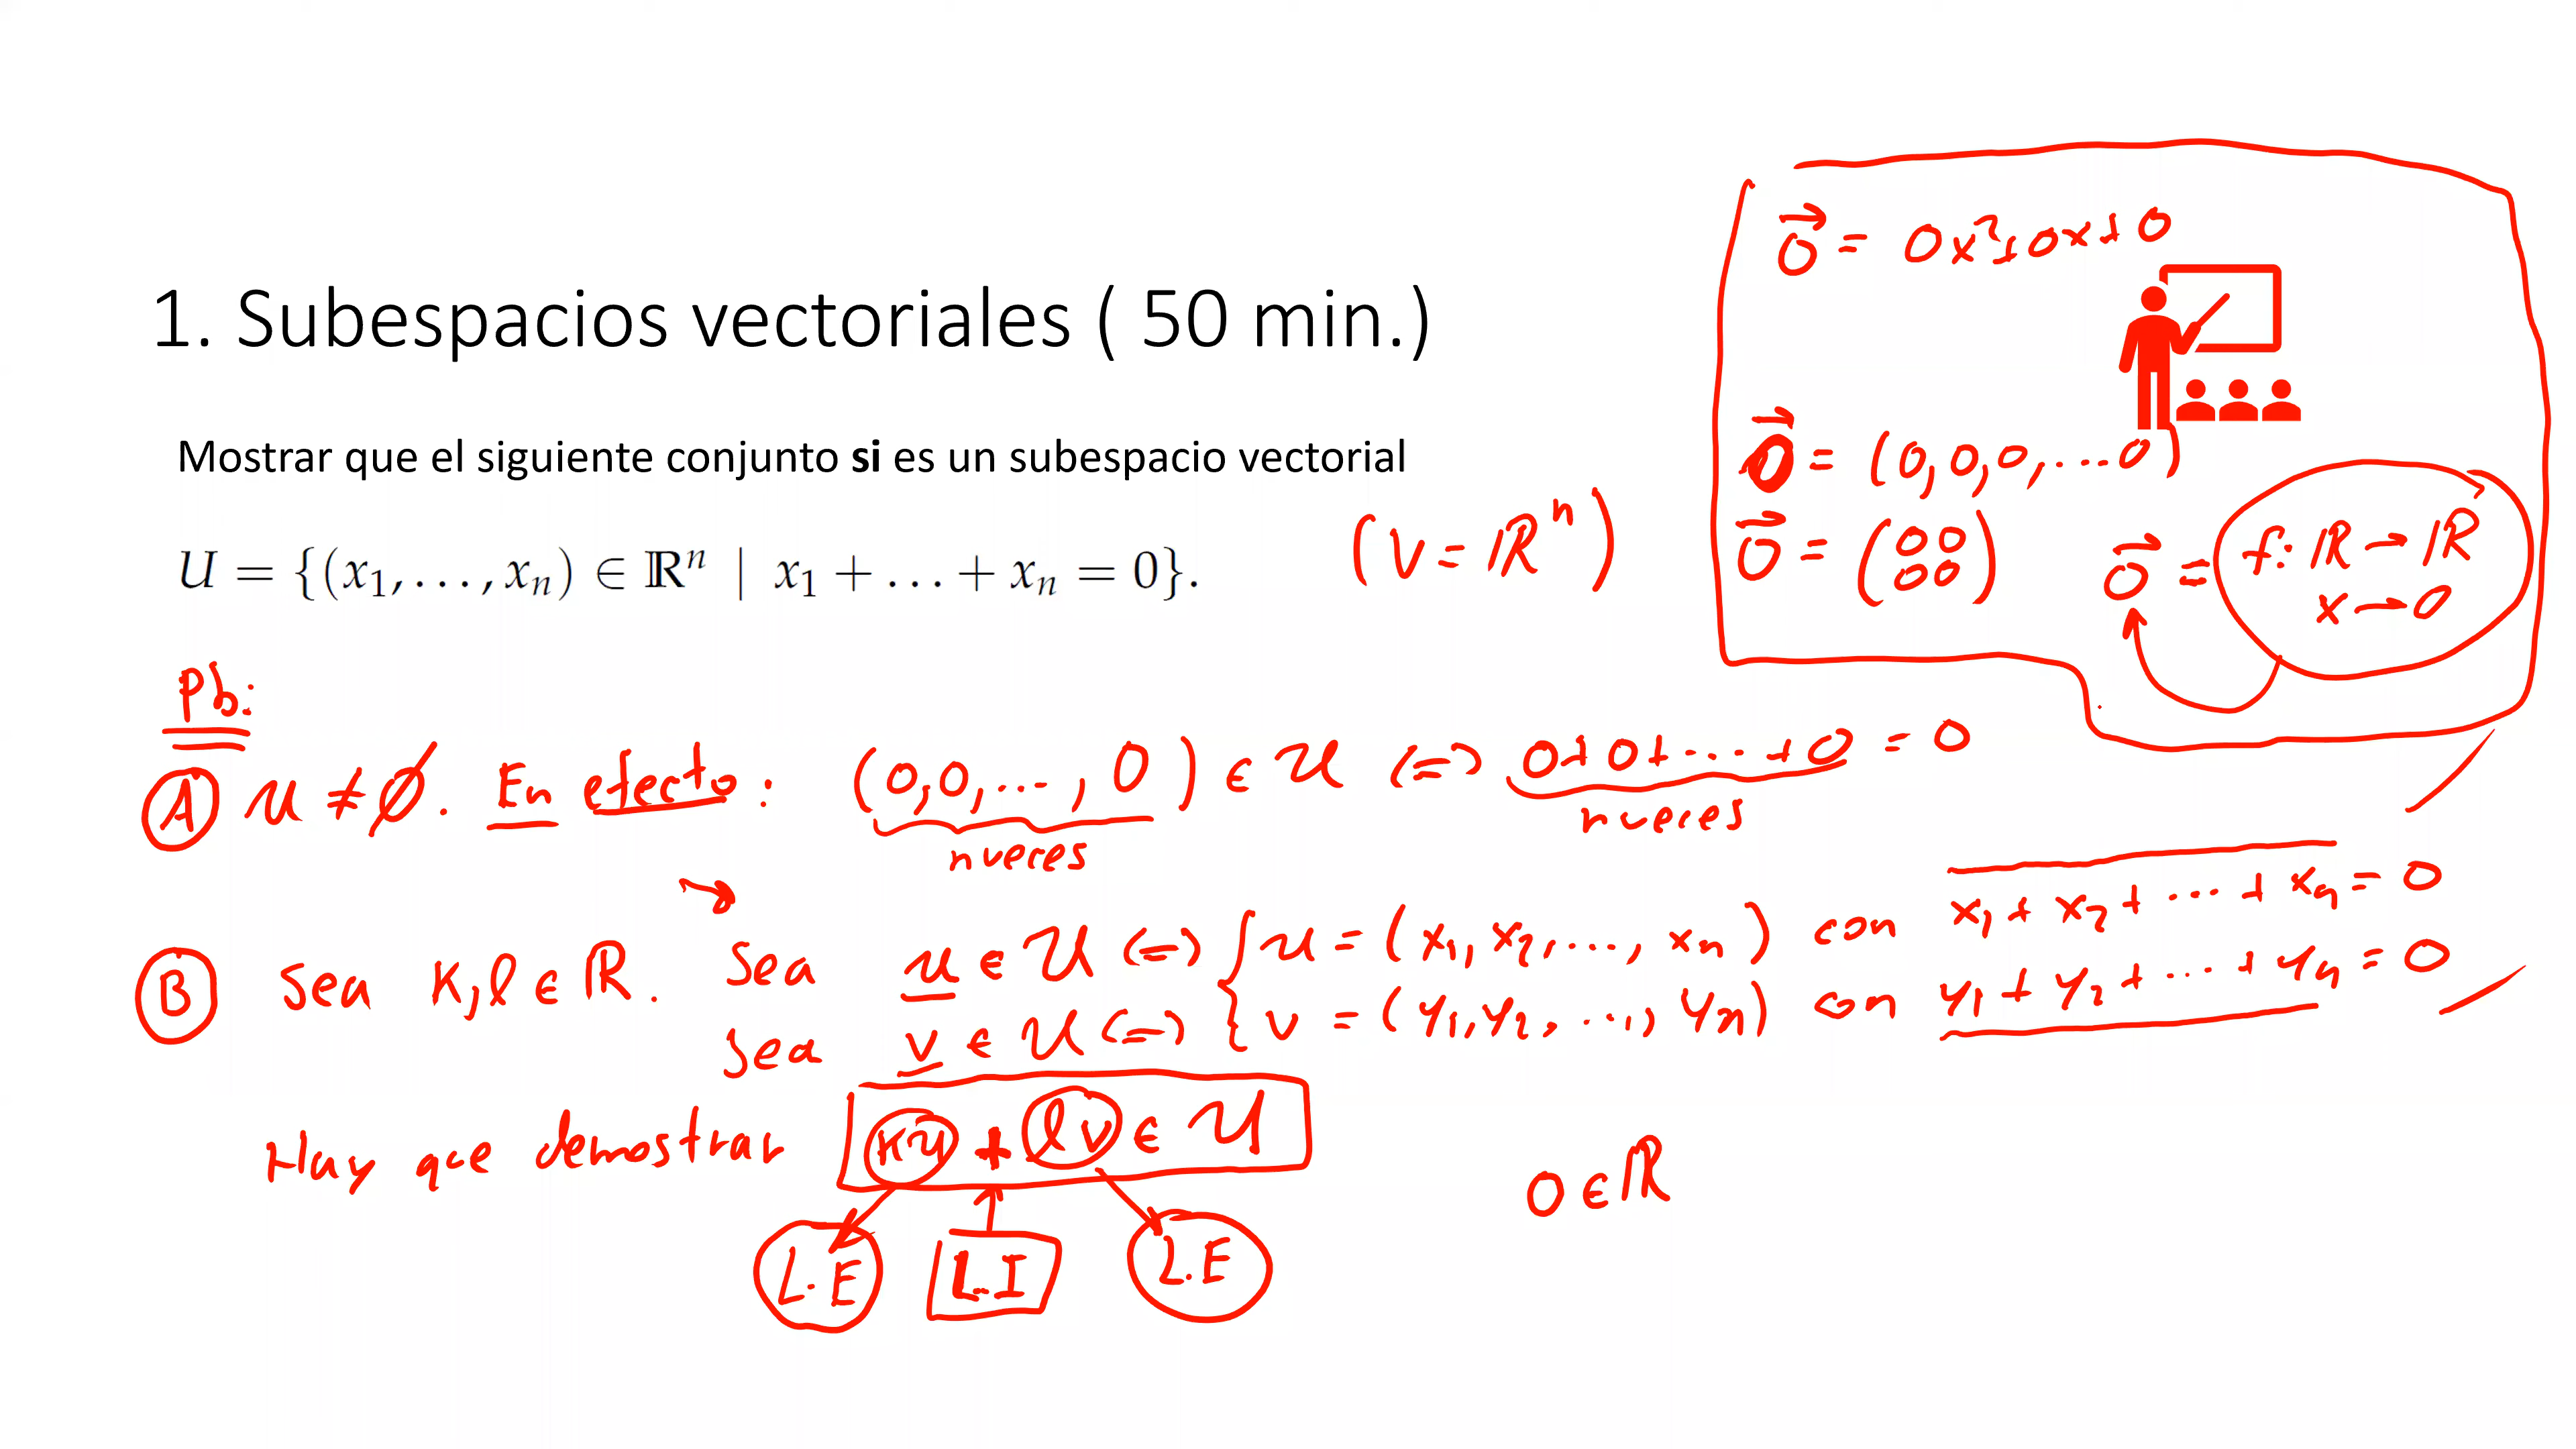 1. Subespacios vectoriales ( 50 min.)
Mostrar que el siguiente conjunto si es un subespacio vectorial
U = {(x₁, . . . , xₙ) ∈ ℝⁿ | x₁ + . . . + xₙ = 0}.
(V = ℝⁿ)
0⃗ = 0x² + 0x + 0
0⃗ = (0,0,0,...0)
0⃗ = (00
00)
0⃗ = f: ℝ → ℝ
x → 0
Pb:
A U ≠ ∅. En efecto: (0,0,...,0) ∈ U (=) 0+0+...+0 = 0
n veces
n veces
B Sea K, l ∈ ℝ. Sea u ∈ U (=) { u = (x₁, x₂,..., xₙ) con x₁ + x₂ + ... + xₙ = 0
Sea v ∈ U (=) { v = (y₁, y₂, ..., yₙ) con y₁ + y₂ + ... + yₙ = 0
Hay que demostrar Ku + lv ∈ U
0 ∈ ℝ
L.E L.I L.E